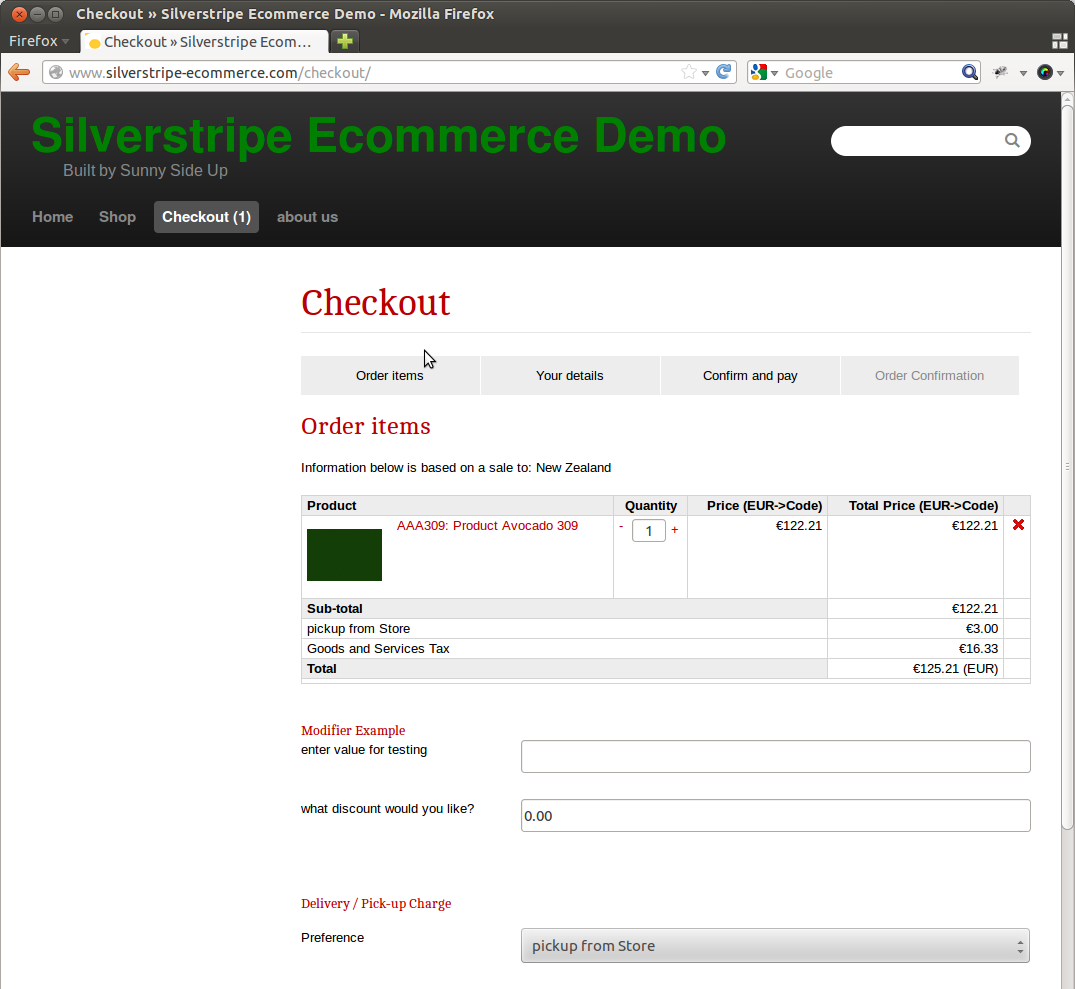 Checkout » Silverstripe Ecommerce Demo - Mozilla Firefox
Firefox
Checkout » Silverstripe Ecom...
www.silverstripe-ecommerce.com/checkout/
Google
Silverstripe Ecommerce Demo
Built by Sunny Side Up
Home Shop Checkout (1) about us
Checkout
Order items Your details Confirm and pay Order Confirmation
Order items
Information below is based on a sale to: New Zealand
Product Quantity Price (EUR->Code) Total Price (EUR->Code)
AAA309: Product Avocado 309 - 1 + €122.21 €122.21
Sub-total €122.21
pickup from Store €3.00
Goods and Services Tax €16.33
Total €125.21 (EUR)
Modifier Example
enter value for testing
what discount would you like? 0.00
Delivery / Pick-up Charge
Preference pickup from Store